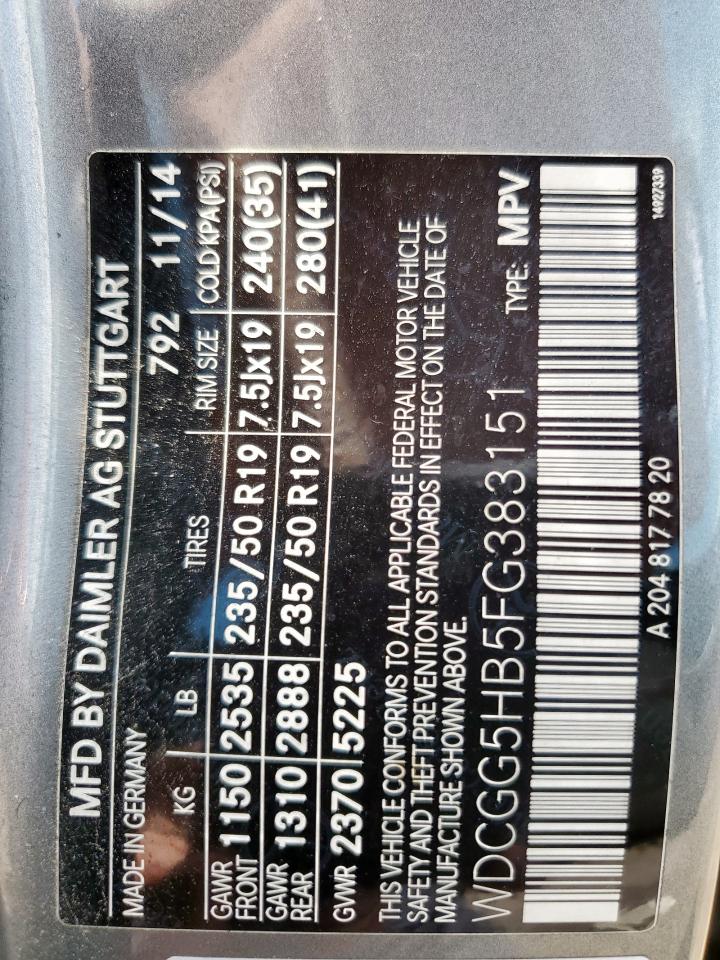 MFD BY DAIMLER AG STUTTGART
MADE IN GERMANY 792 11/14
KG LB TIRES RIM SIZE COLD KPA(PSI)
GAWR FRONT 1150 2535 235/50 R19 7.5Jx19 240(35)
GAWR REAR 1310 2888 235/50 R19 7.5Jx19 280(41)
GVWR 2370 5225
THIS VEHICLE CONFORMS TO ALL APPLICABLE FEDERAL MOTOR VEHICLE
SAFETY AND THEFT PREVENTION STANDARDS IN EFFECT ON THE DATE OF
MANUFACTURE SHOWN ABOVE.
WDCGG5HB5FG383151 TYPE: MPV
A 204 817 78 20
14927339